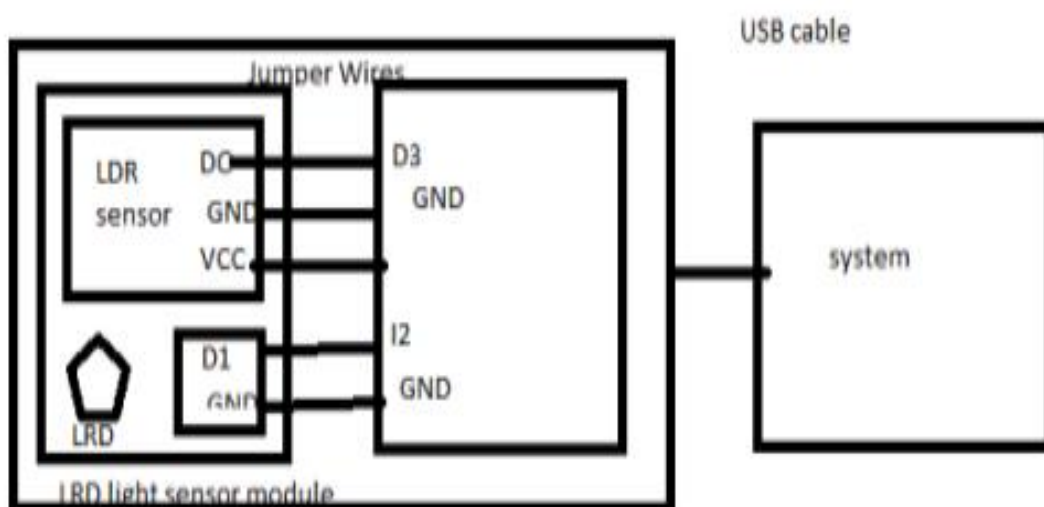 USB cable
Jumper Wires
LDR
sensor
DO
GND
VCC
D3
GND
D1
GND
I2
GND
LRD
LRD light sensor module
system